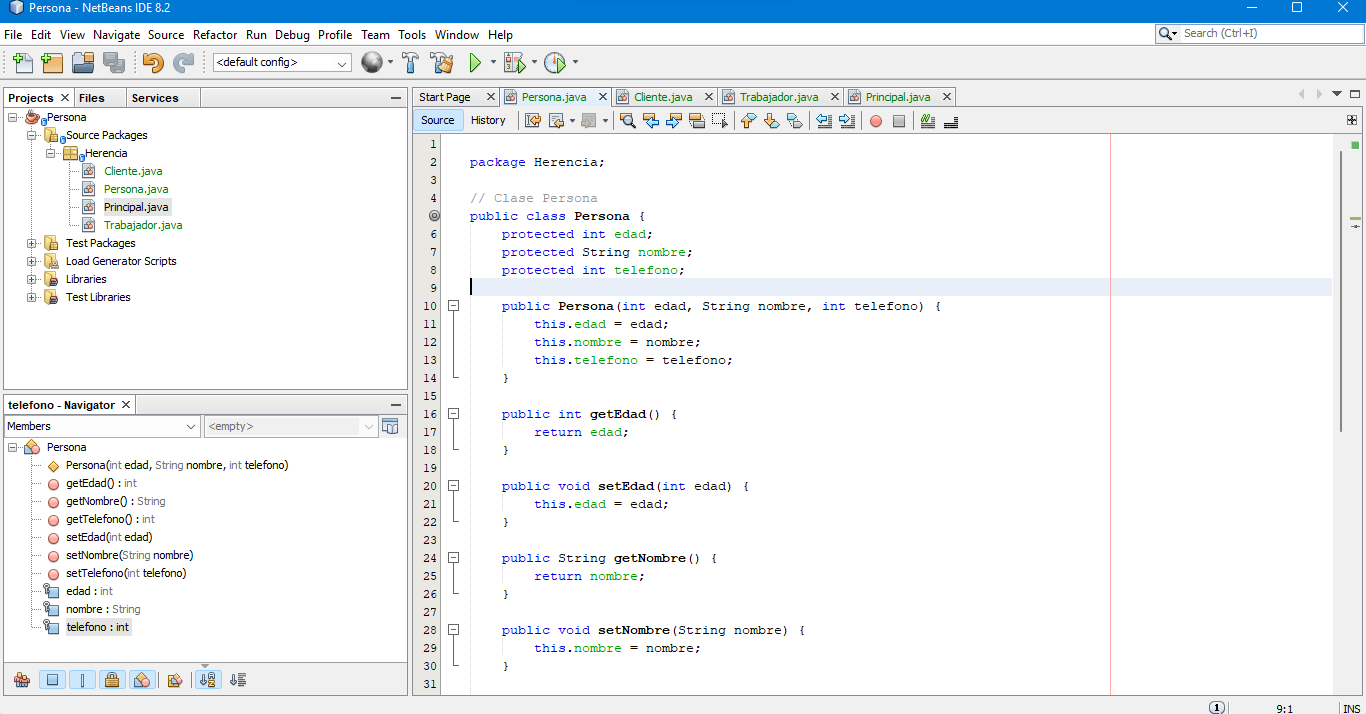 Persona - NetBeans IDE 8.2
File Edit View Navigate Source Refactor Run Debug Profile Team Tools Window Help
Search (Ctrl+I)
<default config>
Projects Files Services
Persona
Source Packages
Herencia
Cliente.java
Persona.java
Principal.java
Trabajador.java
Test Packages
Load Generator Scripts
Libraries
Test Libraries
telefono - Navigator
Members <empty>
Persona
Persona(int edad, String nombre, int telefono)
getEdad() : int
getNombre() : String
getTelefono() : int
setEdad(int edad)
setNombre(String nombre)
setTelefono(int telefono)
edad : int
nombre : String
telefono : int
Start Page Persona.java Cliente.java Trabajador.java Principal.java
Source History
1
2 package Herencia;
3
4 // Clase Persona
public class Persona {
6 protected int edad;
7 protected String nombre;
8 protected int telefono;
9
10 public Persona(int edad, String nombre, int telefono) {
11 this.edad = edad;
12 this.nombre = nombre;
13 this.telefono = telefono;
14 }
15
16 public int getEdad() {
17 return edad;
18 }
19
20 public void setEdad(int edad) {
21 this.edad = edad;
22 }
23
24 public String getNombre() {
25 return nombre;
26 }
27
28 public void setNombre(String nombre) {
29 this.nombre = nombre;
30 }
31
1 9:1 INS